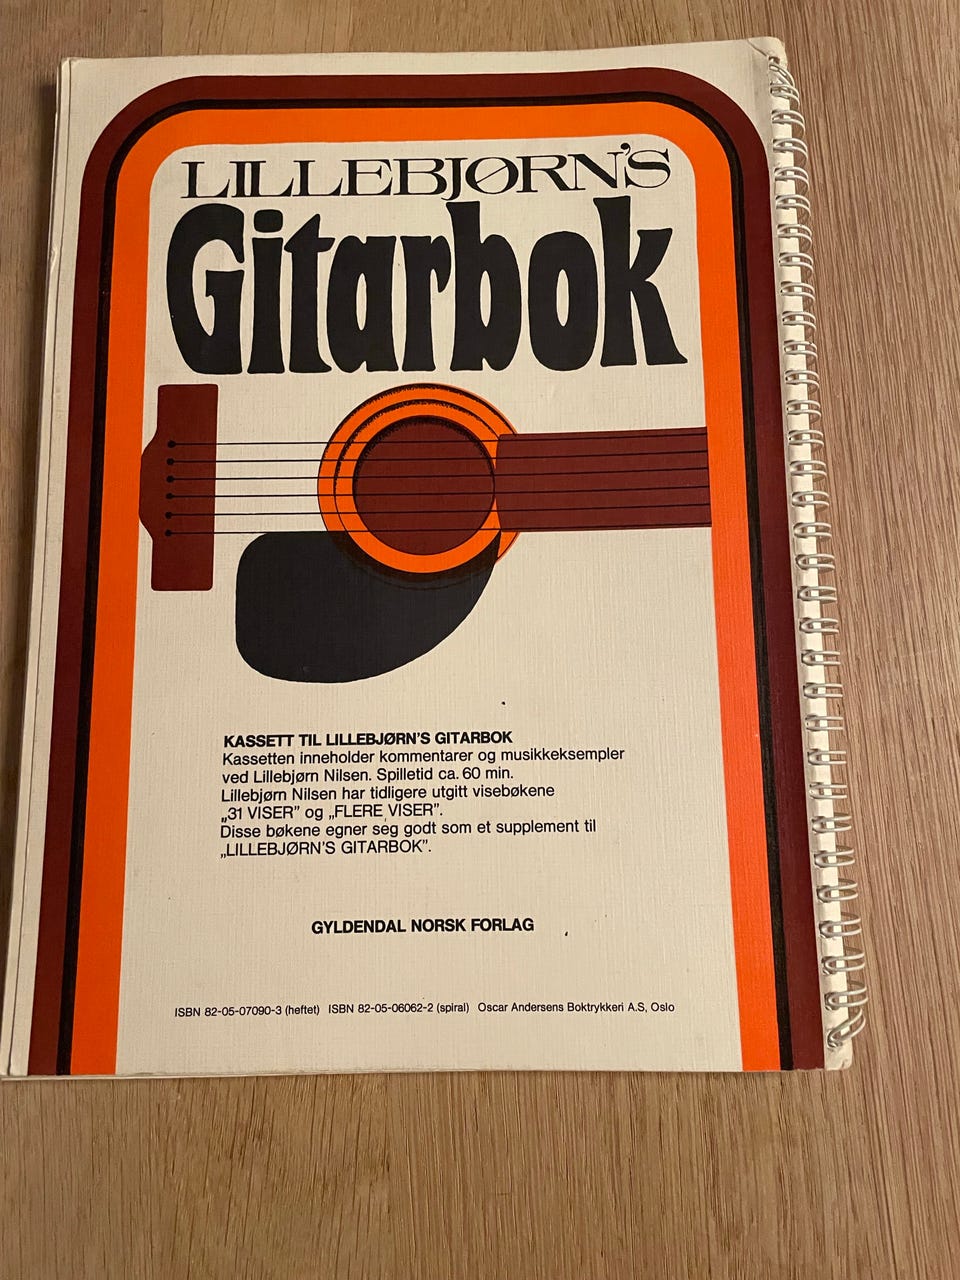 LILLEBJØRN'S
Gitarbok
KASSETT TIL LILLEBJØRN'S GITARBOK
Kassetten inneholder kommentarer og musikkeksempler
ved Lillebjørn Nilsen. Spilletid ca. 60 min.
Lillebjørn Nilsen har tidligere utgitt visebøkene
„31 VISER” og „FLERE VISER”.
Disse bøkene egner seg godt som et supplement til
„LILLEBJØRN'S GITARBOK”.
GYLDENDAL NORSK FORLAG
ISBN 82-05-07090-3 (heftet) ISBN 82-05-06062-2 (spiral) Oscar Andersens Boktrykkeri A.S, Oslo